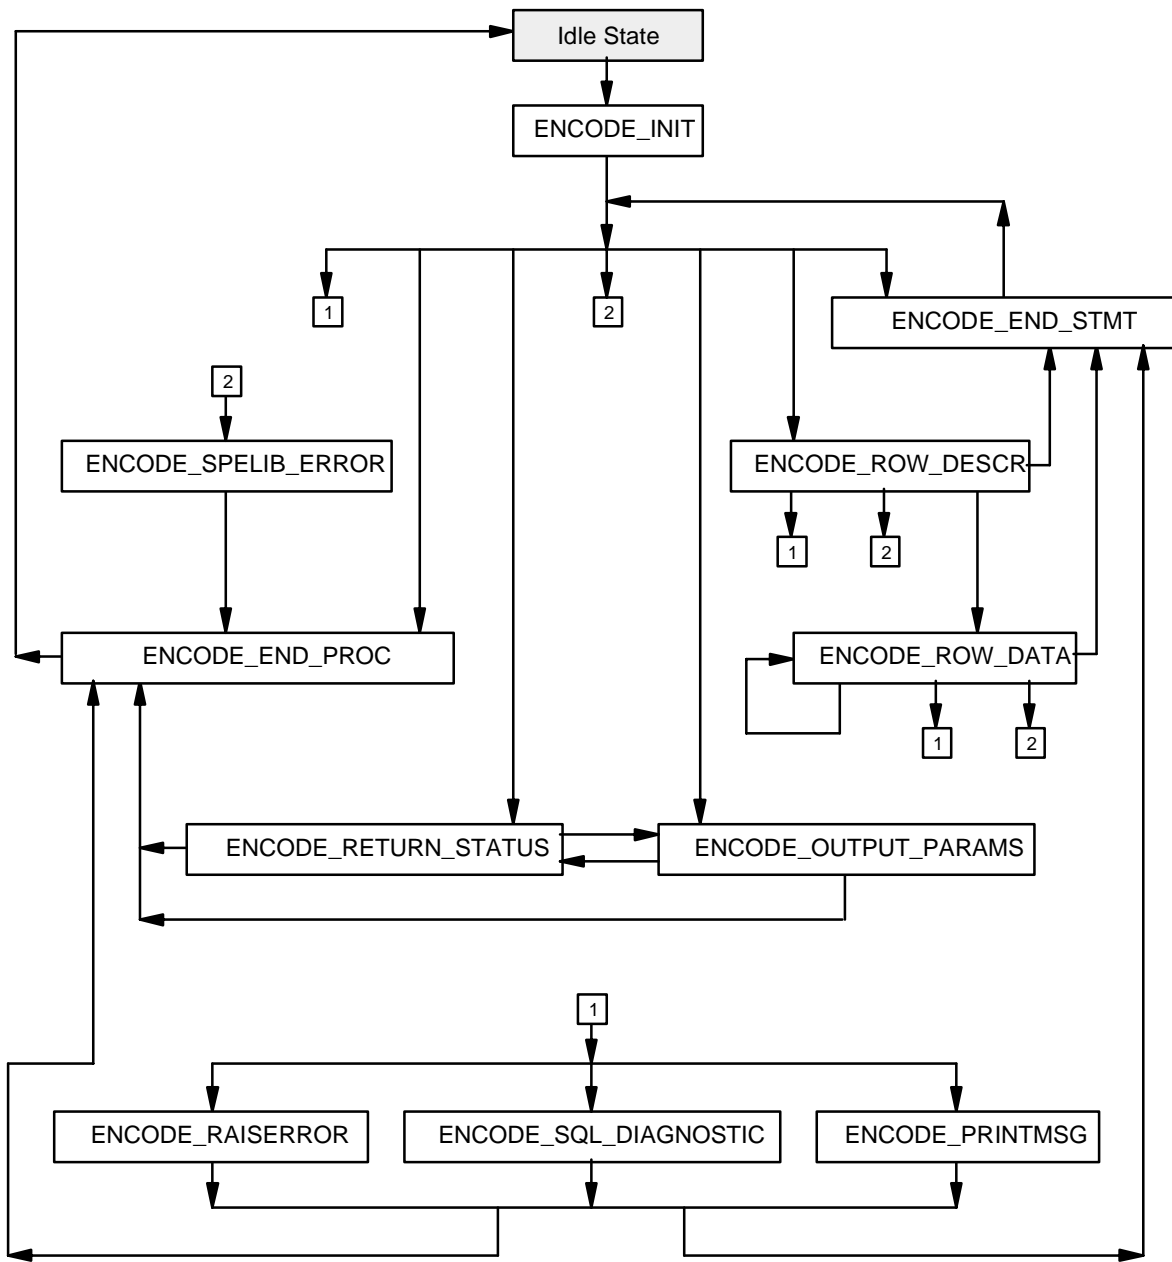 Idle State
ENCODE_INIT
1
2
ENCODE_END_STMT
2
ENCODE_SPELIB_ERROR
ENCODE_ROW_DESCR
1
2
ENCODE_END_PROC
ENCODE_ROW_DATA
1
2
ENCODE_RETURN_STATUS
ENCODE_OUTPUT_PARAMS
1
ENCODE_RAISERROR
ENCODE_SQL_DIAGNOSTIC
ENCODE_PRINTMSG